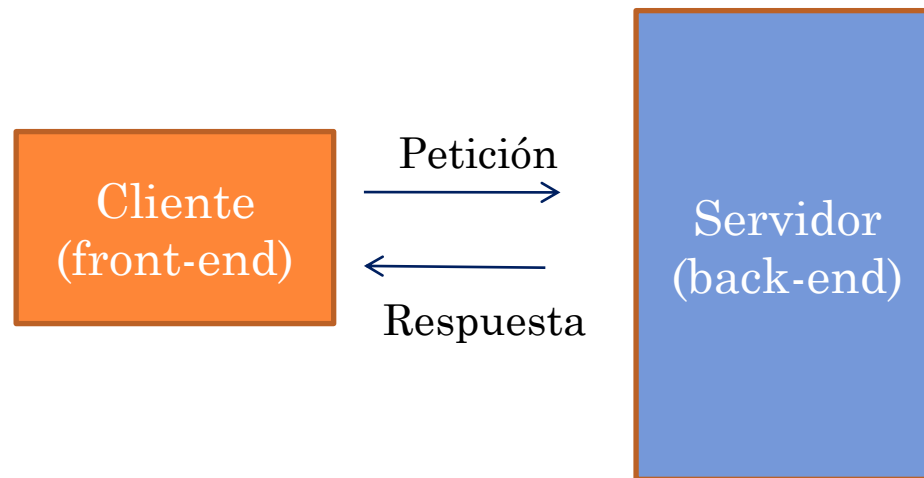 Cliente
(front-end)
Petición
Respuesta
Servidor
(back-end)